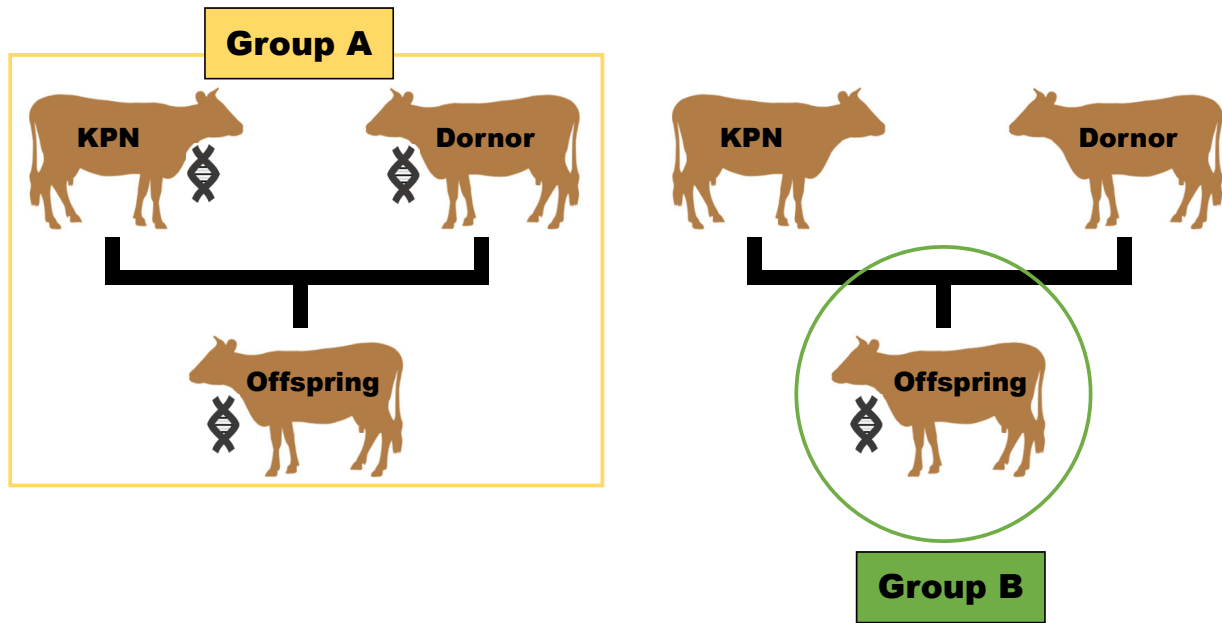 Group A
KPN
Dornor
Offspring
KPN
Dornor
Offspring
Group B